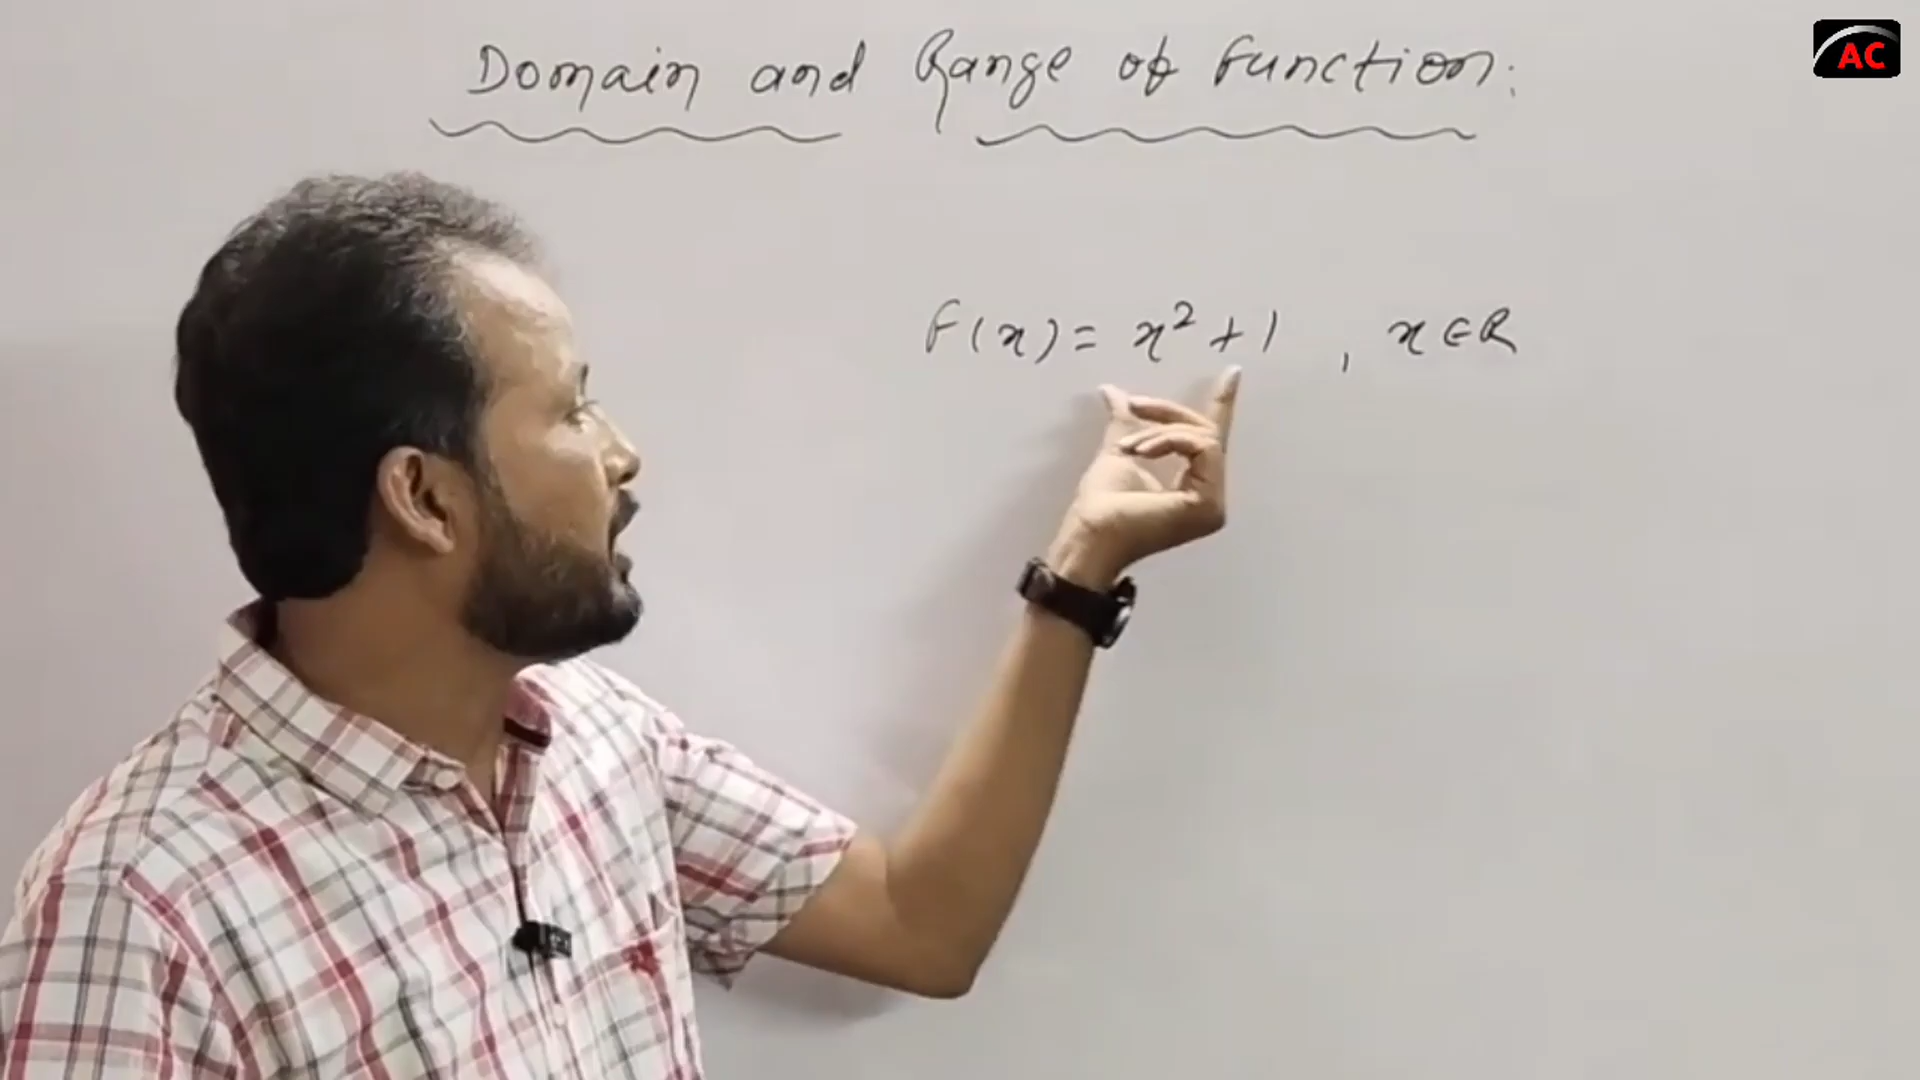 AC
Domain and Range of Function:
F(x) = x² + 1 , x ∈ R